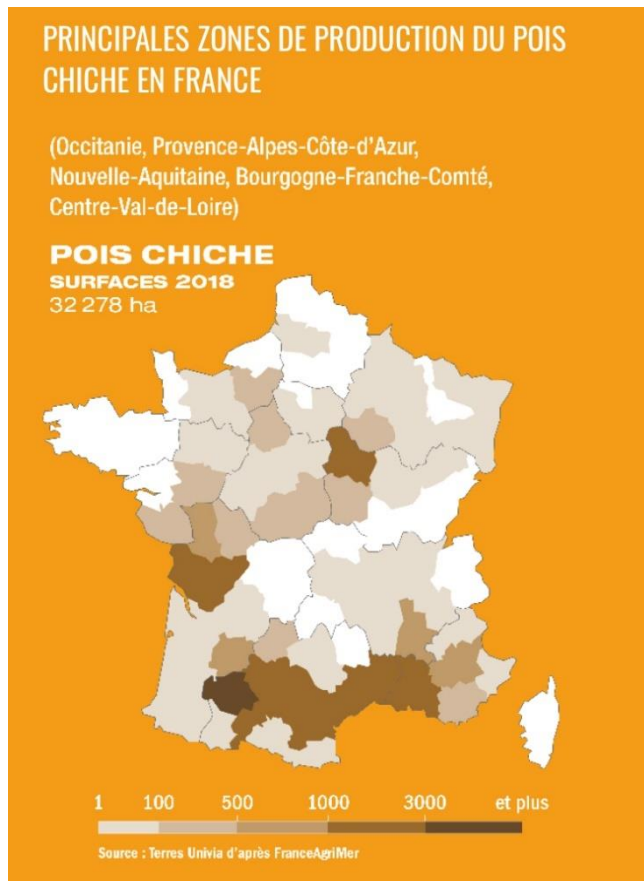 PRINCIPALES ZONES DE PRODUCTION DU POIS
CHICHE EN FRANCE
(Occitanie, Provence-Alpes-Côte-d'Azur,
Nouvelle-Aquitaine, Bourgogne-Franche-Comté,
Centre-Val-de-Loire)
POIS CHICHE
SURFACES 2018
32 278 ha
1 100 500 1000 3000 et plus
Source : Terres Univia d'après FranceAgriMer